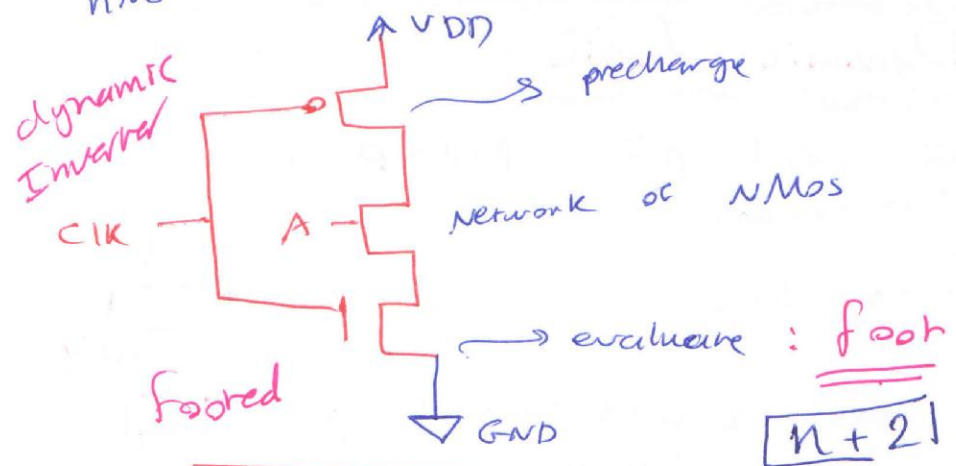 VDD
precharge
dynamic
Inverter
CLK
A
Network of NMOS
evaluate : foot
footed
GND
n + 2